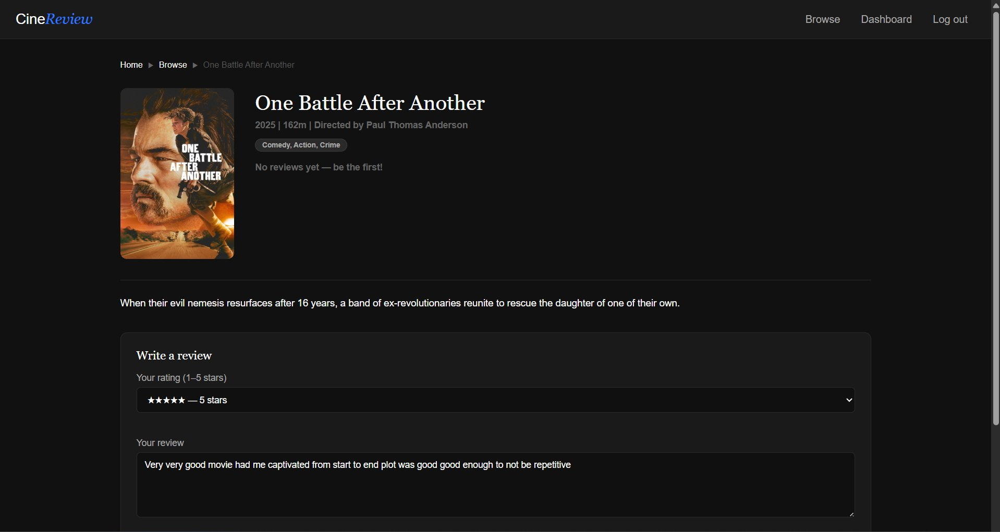 CineReview
Browse Dashboard Log out
Home ▶ Browse ▶ One Battle After Another
ONE
BATTLE
AFTER
ANOTHER
One Battle After Another
2025 | 162m | Directed by Paul Thomas Anderson
Comedy, Action, Crime
No reviews yet — be the first!
When their evil nemesis resurfaces after 16 years, a band of ex-revolutionaries reunite to rescue the daughter of one of their own.
Write a review
Your rating (1–5 stars)
★★★★★ — 5 stars
Your review
Very very good movie had me captivated from start to end plot was good good enough to not be repetitive